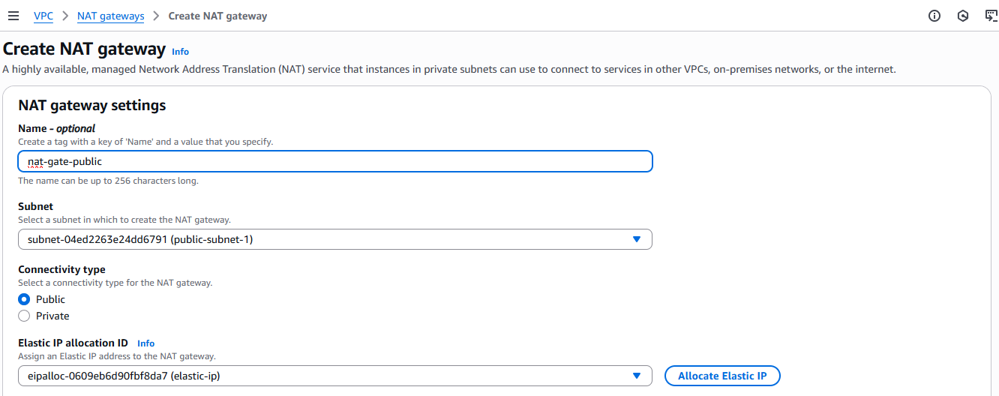 VPC > NAT gateways > Create NAT gateway
Create NAT gateway Info
A highly available, managed Network Address Translation (NAT) service that instances in private subnets can use to connect to services in other VPCs, on-premises networks, or the internet.
NAT gateway settings
Name - optional
Create a tag with a key of 'Name' and a value that you specify.
nat-gate-public
The name can be up to 256 characters long.
Subnet
Select a subnet in which to create the NAT gateway.
subnet-04ed2263e24dd6791 (public-subnet-1)
Connectivity type
Select a connectivity type for the NAT gateway.
Public
Private
Elastic IP allocation ID Info
Assign an Elastic IP address to the NAT gateway.
eipalloc-0609eb6d90fbf8da7 (elastic-ip) Allocate Elastic IP